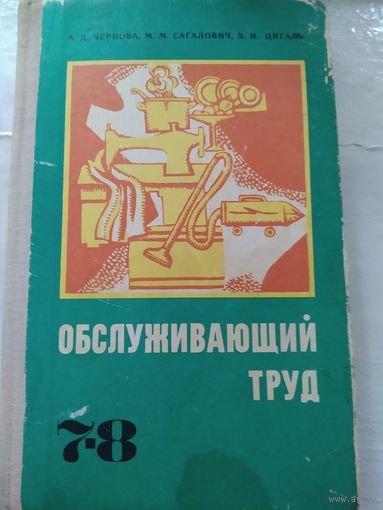 А. Д. ЧЕРНОВА, М. М. САГАЛОВИЧ, Э. И. ЦИГАЛЬ
ОБСЛУЖИВАЮЩИЙ
ТРУД
7-8